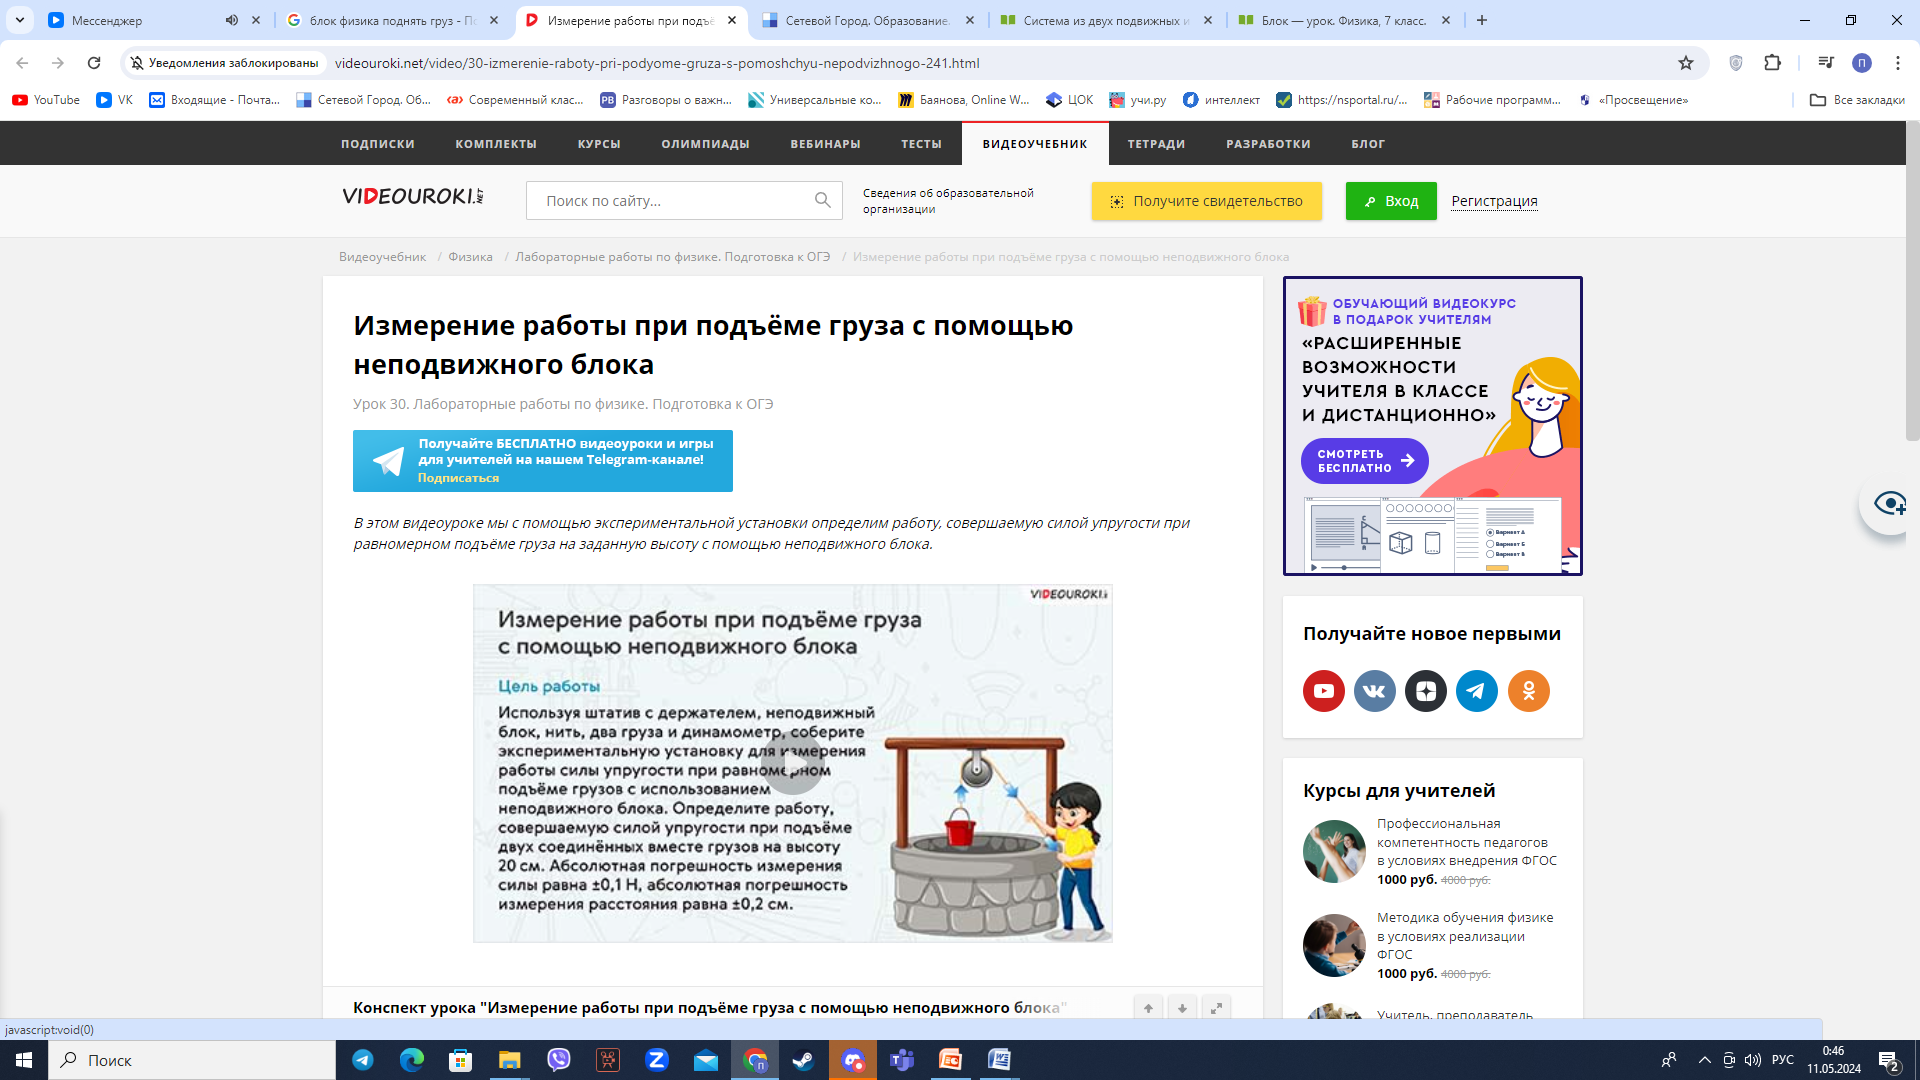 Мессенджер
блок физика поднять груз - По
Измерение работы при подъё
Сетевой Город. Образование.
Система из двух подвижных и
Блок — урок. Физика, 7 класс.
Уведомления заблокированы
videouroki.net/video/30-izmerenie-raboty-pri-podyome-gruza-s-pomoshchyu-nepodvizhnogo-241.html
П
YouTube
VK
Входящие - Почта...
Сетевой Город. Об...
Современный клас...
Разговоры о важн...
Универсальные ко...
Баянова, Online W...
ЦОК
учи.ру
интеллект
https://nsportal.ru/...
Рабочие программ...
«Просвещение»
Все закладки
ПОДПИСКИ
КОМПЛЕКТЫ
КУРСЫ
ОЛИМПИАДЫ
ВЕБИНАРЫ
ТЕСТЫ
ВИДЕОУЧЕБНИК
ТЕТРАДИ
РАЗРАБОТКИ
БЛОГ
VIDEOUROKI.NET
Поиск по сайту...
Сведения об образовательной
организации
Получите свидетельство
Вход
Регистрация
Видеоучебник / Физика / Лабораторные работы по физике. Подготовка к ОГЭ / Измерение работы при подъёме груза с помощью неподвижного блока
Измерение работы при подъёме груза с помощью
неподвижного блока
Урок 30. Лабораторные работы по физике. Подготовка к ОГЭ
Получайте БЕСПЛАТНО видеоуроки и игры
для учителей на нашем Telegram-канале!
Подписаться
В этом видеоуроке мы с помощью экспериментальной установки определим работу, совершаемую силой упругости при
равномерном подъёме груза на заданную высоту с помощью неподвижного блока.
VIDEOUROKI
Измерение работы при подъёме груза
с помощью неподвижного блока
Цель работы
Используя штатив с держателем, неподвижный
блок, нить, два груза и динамометр, соберите
экспериментальную установку для измерения
работы силы упругости при равномерном
подъёме грузов с использованием
неподвижного блока. Определите работу,
совершаемую силой упругости при подъёме
двух соединённых вместе грузов на высоту
20 см. Абсолютная погрешность измерения
силы равна ±0,1 Н, абсолютная погрешность
измерения расстояния равна ±0,2 см.
Конспект урока "Измерение работы при подъёме груза с помощью неподвижного блока"
ОБУЧАЮЩИЙ ВИДЕОКУРС
В ПОДАРОК УЧИТЕЛЯМ
«РАСШИРЕННЫЕ
ВОЗМОЖНОСТИ
УЧИТЕЛЯ В КЛАССЕ
И ДИСТАНЦИОННО»
СМОТРЕТЬ
БЕСПЛАТНО
Вариант А
Вариант Б
Вариант В
Получайте новое первыми
Курсы для учителей
Профессиональная
компетентность педагогов
в условиях внедрения ФГОС
1000 руб. 4000 руб.
Методика обучения физике
в условиях реализации
ФГОС
1000 руб. 4000 руб.
Учитель, преподаватель
javascript:void(0)
Поиск
РУС
0:46
11.05.2024
2